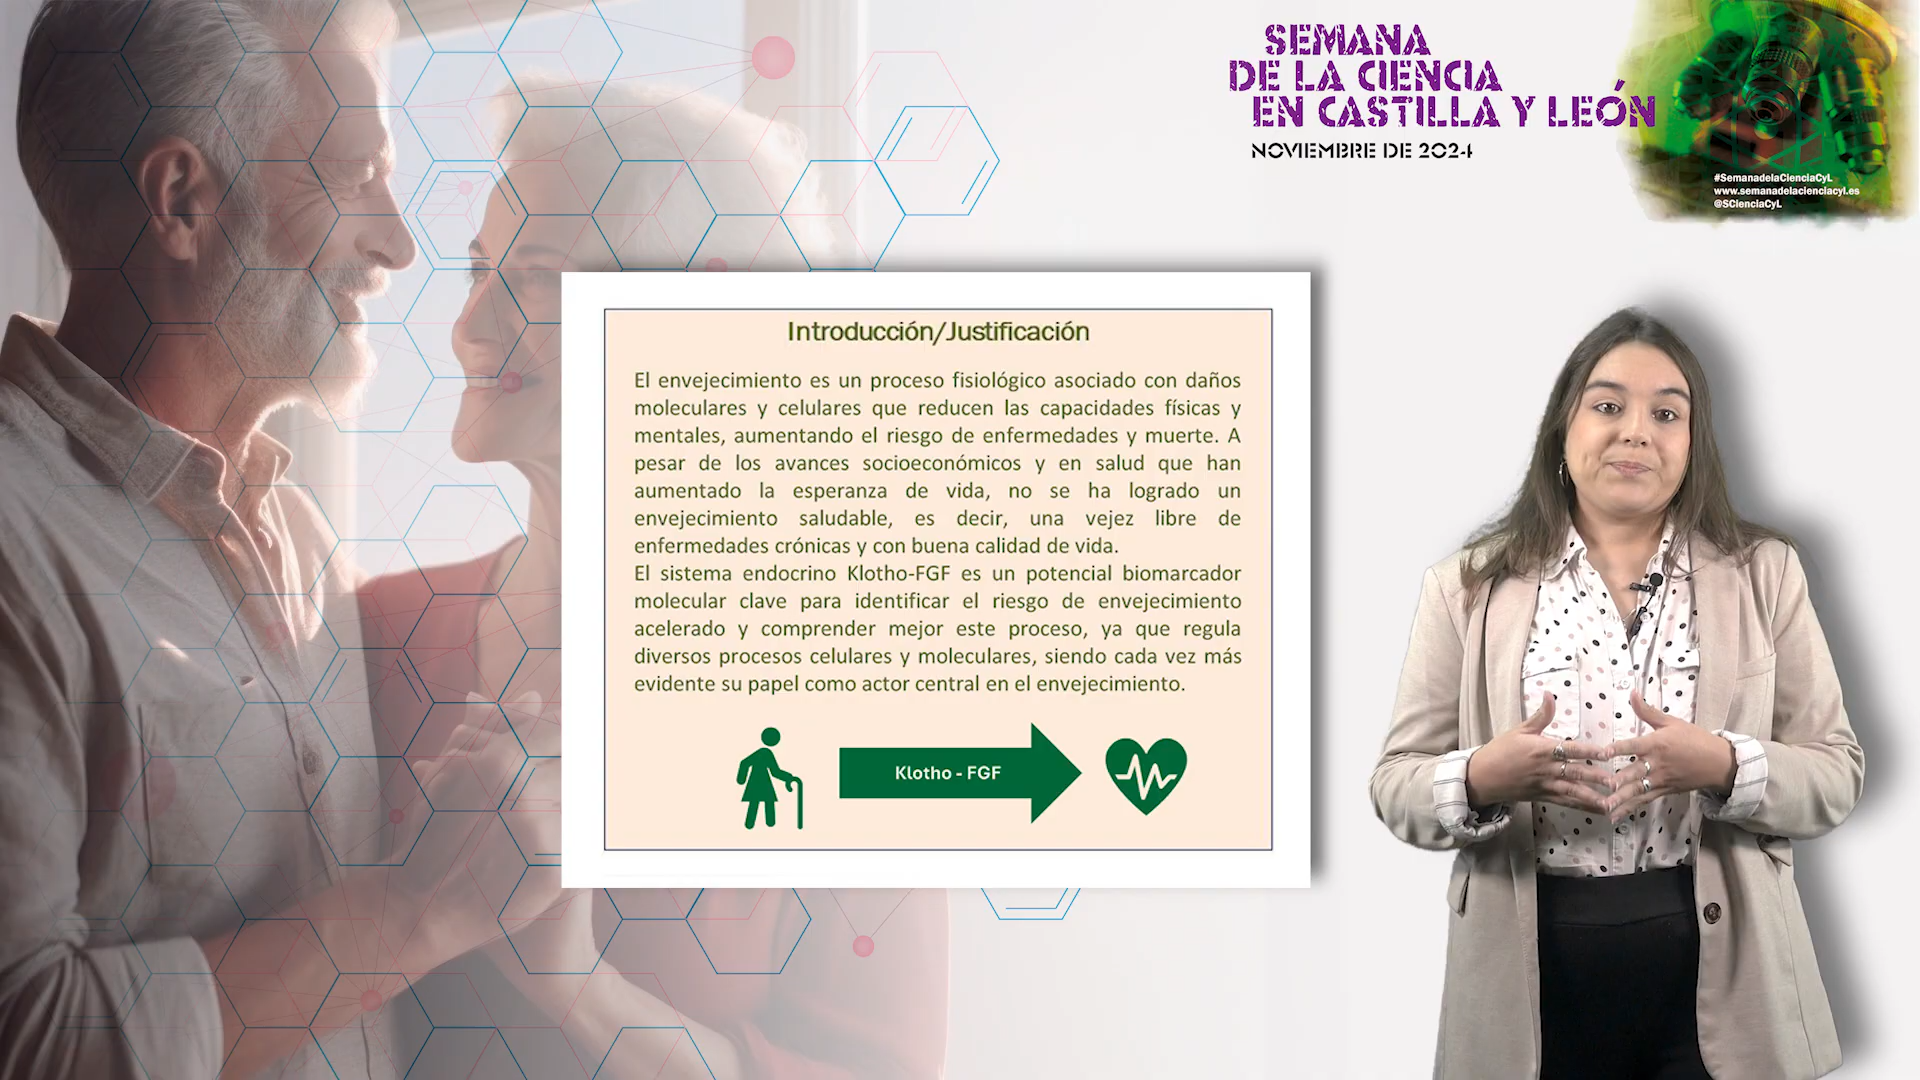 SEMANA
DE LA CIENCIA
EN CASTILLA Y LEÓN
NOVIEMBRE DE 2024
#SemanadelaCienciaCyL
www.semanadelacienciacyl.es
@SCienciaCyL
Introducción/Justificación
El envejecimiento es un proceso fisiológico asociado con daños
moleculares y celulares que reducen las capacidades físicas y
mentales, aumentando el riesgo de enfermedades y muerte. A
pesar de los avances socioeconómicos y en salud que han
aumentado la esperanza de vida, no se ha logrado un
envejecimiento saludable, es decir, una vejez libre de
enfermedades crónicas y con buena calidad de vida.
El sistema endocrino Klotho-FGF es un potencial biomarcador
molecular clave para identificar el riesgo de envejecimiento
acelerado y comprender mejor este proceso, ya que regula
diversos procesos celulares y moleculares, siendo cada vez más
evidente su papel como actor central en el envejecimiento.
Klotho - FGF